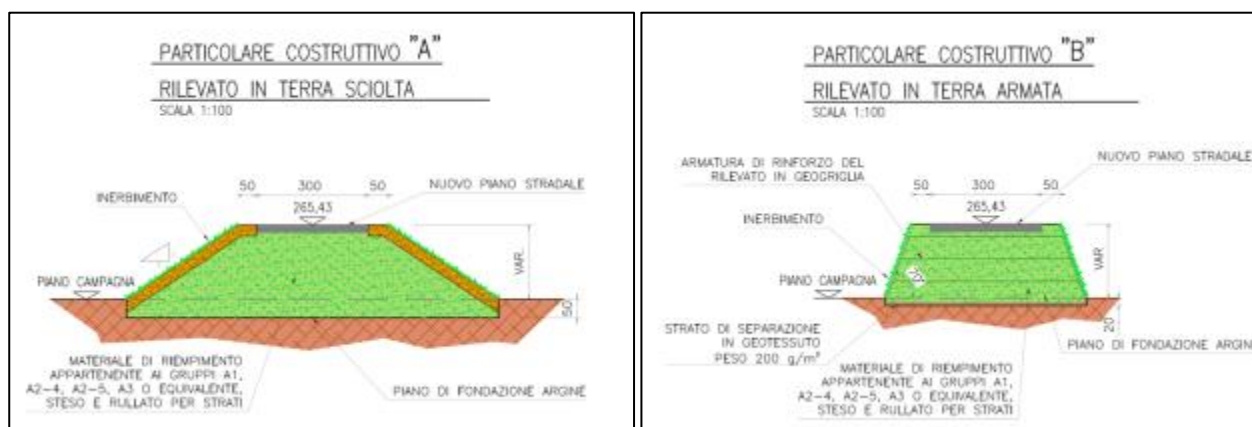 PARTICOLARE COSTRUTTIVO "A"
RILEVATO IN TERRA SCIOLTA
SCALA 1:100
50 300 50
NUOVO PIANO STRADALE
265,43
INERBIMENTO
VAR.
PIANO CAMPAGNA
50
MATERIALE DI RIEMPIMENTO
APPARTENENTE AI GRUPPI A1,
A2-4, A2-5, A3 O EQUIVALENTE,
STESO E RULLATO PER STRATI
PIANO DI FONDAZIONE ARGINE
PARTICOLARE COSTRUTTIVO "B"
RILEVATO IN TERRA ARMATA
SCALA 1:100
ARMATURA DI RINFORZO DEL
RILEVATO IN GEOGRIGLIA
50 300 50
NUOVO PIANO STRADALE
265,43
INERBIMENTO
VAR.
70°
PIANO CAMPAGNA
20
STRATO DI SEPARAZIONE
IN GEOTESSUTO
PESO 200 g/m²
PIANO DI FONDAZIONE ARGINE
MATERIALE DI RIEMPIMENTO
APPARTENENTE AI GRUPPI A1,
A2-4, A2-5, A3 O EQUIVALENTE,
STESO E RULLATO PER STRATI